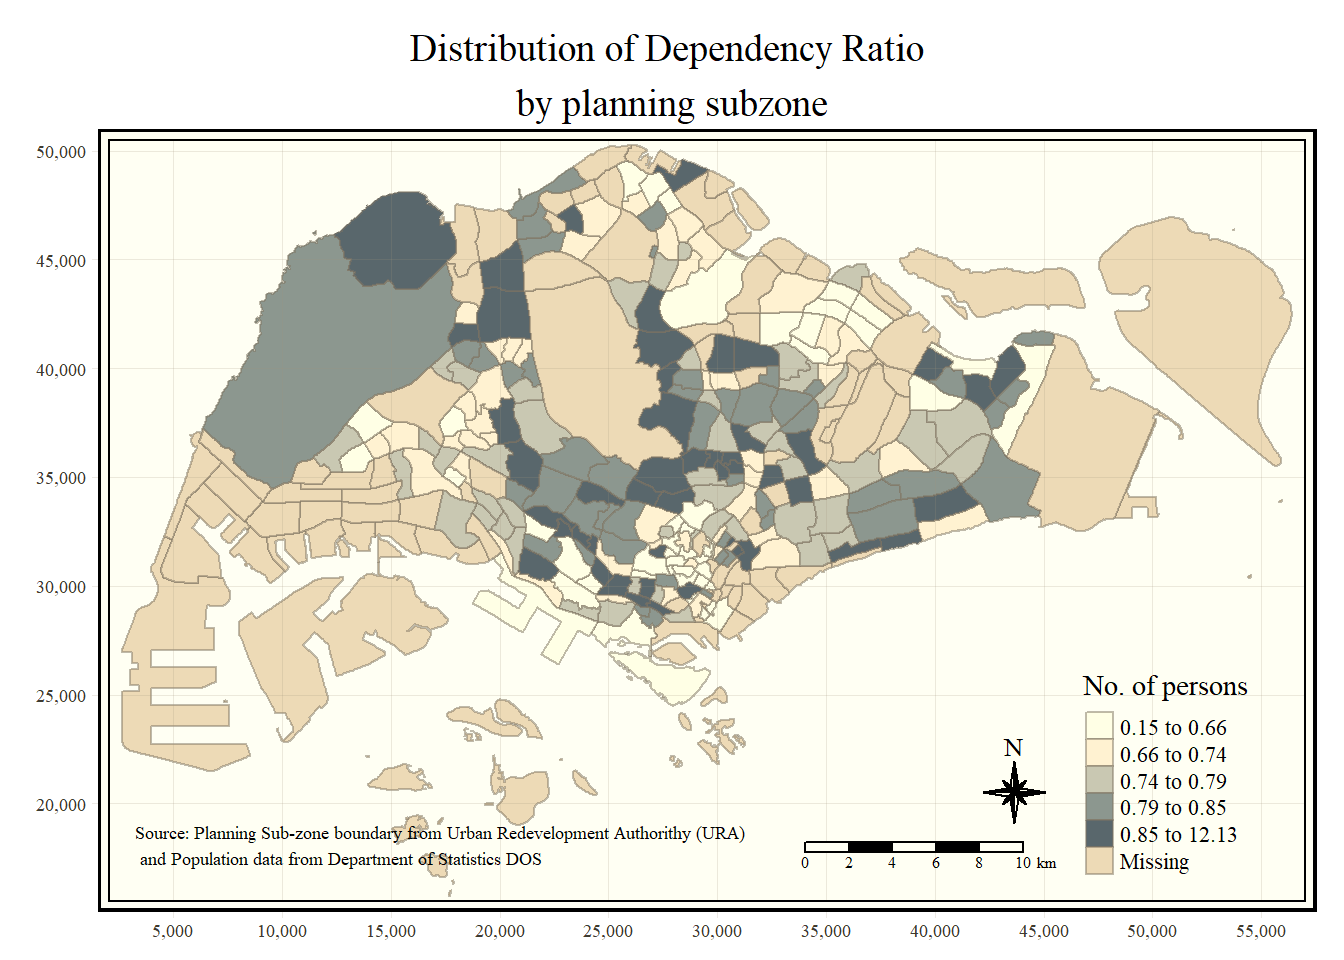 Distribution of Dependency Ratio
by planning subzone
50,000
45,000
40,000
35,000
30,000
25,000
20,000
No. of persons
0.15 to 0.66
0.66 to 0.74
0.74 to 0.79
0.79 to 0.85
0.85 to 12.13
Missing
N
Source: Planning Sub-zone boundary from Urban Redevelopment Authorithy (URA)
and Population data from Department of Statistics DOS
0 2 4 6 8 10 km
5,000 10,000 15,000 20,000 25,000 30,000 35,000 40,000 45,000 50,000 55,000